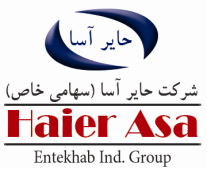 حایر آسا
شرکت حایر آسا (سهامی خاص)
Haier Asa
Entekhab Ind. Group